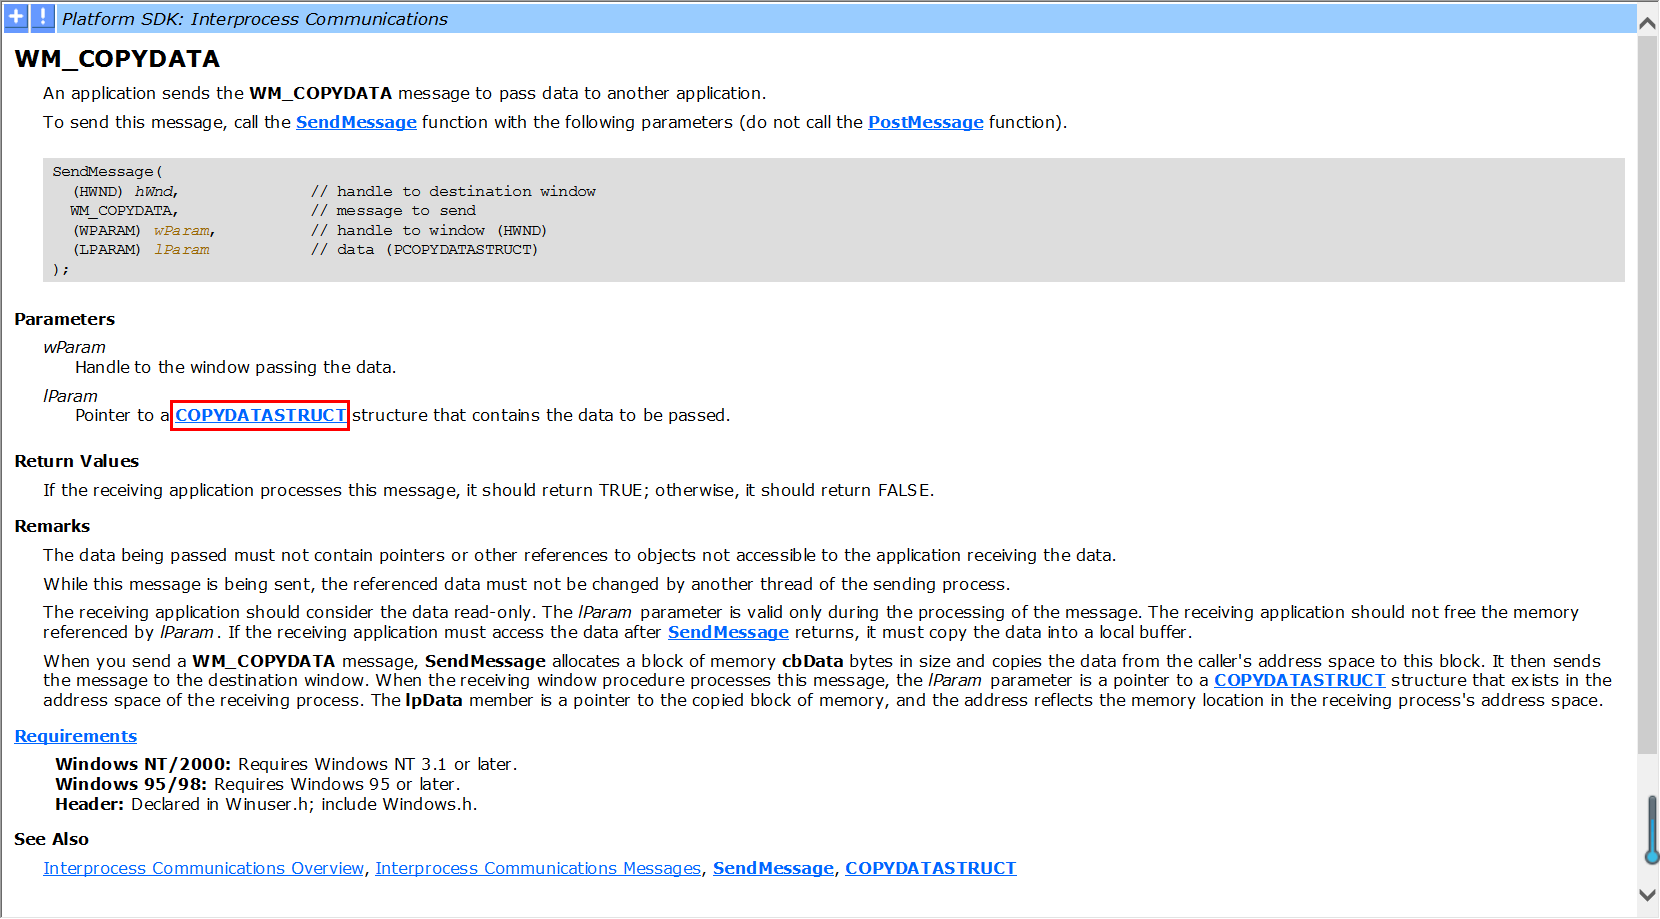 Platform SDK: Interprocess Communications
WM_COPYDATA
An application sends the WM_COPYDATA message to pass data to another application.
To send this message, call the SendMessage function with the following parameters (do not call the PostMessage function).
SendMessage(
(HWND) hWnd, // handle to destination window
WM_COPYDATA, // message to send
(WPARAM) wParam, // handle to window (HWND)
(LPARAM) lParam // data (PCOPYDATASTRUCT)
);
Parameters
wParam
Handle to the window passing the data.
lParam
Pointer to a COPYDATASTRUCT structure that contains the data to be passed.
Return Values
If the receiving application processes this message, it should return TRUE; otherwise, it should return FALSE.
Remarks
The data being passed must not contain pointers or other references to objects not accessible to the application receiving the data.
While this message is being sent, the referenced data must not be changed by another thread of the sending process.
The receiving application should consider the data read-only. The lParam parameter is valid only during the processing of the message. The receiving application should not free the memory
referenced by lParam. If the receiving application must access the data after SendMessage returns, it must copy the data into a local buffer.
When you send a WM_COPYDATA message, SendMessage allocates a block of memory cbData bytes in size and copies the data from the caller's address space to this block. It then sends
the message to the destination window. When the receiving window procedure processes this message, the lParam parameter is a pointer to a COPYDATASTRUCT structure that exists in the
address space of the receiving process. The lpData member is a pointer to the copied block of memory, and the address reflects the memory location in the receiving process's address space.
Requirements
Windows NT/2000: Requires Windows NT 3.1 or later.
Windows 95/98: Requires Windows 95 or later.
Header: Declared in Winuser.h; include Windows.h.
See Also
Interprocess Communications Overview, Interprocess Communications Messages, SendMessage, COPYDATASTRUCT